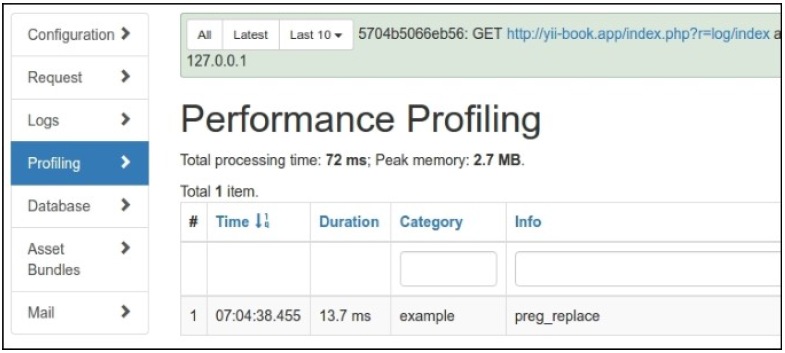 Configuration
Request
Logs
Profiling
Database
Asset
Bundles
Mail
All Latest Last 10 5704b5066eb56: GET http://yii-book.app/index.php?r=log/index a
127.0.0.1
Performance Profiling
Total processing time: 72 ms; Peak memory: 2.7 MB.
Total 1 item.
# Time Duration Category Info
1 07:04:38.455 13.7 ms example preg_replace